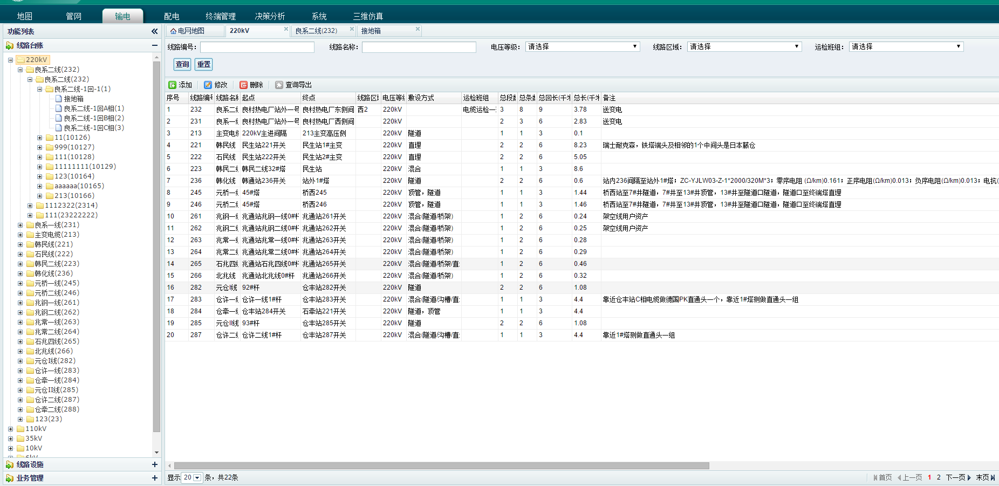 地图 管网 输电 配电 终端管理 决策分析 系统 三维仿真
功能列表
线路台账
220kV
良系二线(232)
良系二线(232)
良系二线-1回-1(1)
接地箱
良系二线-1回A相(1)
良系二线-1回B相(2)
良系二线-1回C相(3)
11(10126)
999(10127)
111(10128)
11111111(10129)
123(10164)
aaaaaa(10165)
213(10166)
1112322(2314)
111(23222222)
良系一线(231)
主变电缆(213)
韩民线(221)
石民线(222)
韩民二线(223)
韩化线(236)
元桥一线(245)
元桥二线(246)
兆钢一线(261)
兆钢二线(262)
兆常一线(263)
兆常二线(264)
石兆四线(265)
北兆线(266)
元仓I线(282)
仓许一线(283)
仓牵一线(284)
元仓II线(285)
仓许二线(287)
仓牵二线(288)
123(23)
110kV
35kV
10kV
6kV
线路设施
业务管理
电网地图 220kV 良系二线(232) 接地箱
线路编号: 线路名称: 电压等级: 请选择 线路区域: 请选择 运检班组: 请选择
查询 重置
添加 修改 删除 查询导出
序号 线路编号 线路名称 起点 终点 线路区域 电压等级 敷设方式 运检班组 总段数 总条数 总回长(千米 总长(千米 备注
1 232 良系二线 良村热电厂站外一号 良村热电厂东侧间 西2 220kV 电缆运检一班 3 8 9 3.78 送变电
2 231 良系一线 良村热电厂站外一号 良村热电厂西侧间 220kV 2 3 6 2.83 送变电
3 213 主变电缆 220kV主进间隔 213主变高压侧 220kV 隧道 1 1 3 0.1
4 221 韩民线 民生站221开关 民生站1#主变 220kV 直埋 2 2 6 8.23 瑞士耐克森，铁塔端头及相邻的1个中间头是日本藤仓
5 222 石民线 民生站222开关 民生站2#主变 220kV 直埋 2 2 6 5.05
6 223 韩民二线 韩民二线32#塔 民生站 220kV 混合 1 1 3 8.6
7 236 韩化线 韩通站236开关 站外1#塔 220kV 隧道 2 2 6 0.6 站内236间隔至站外1#塔；ZC-YJLW03-Z-1*2000/320M*3；零序电阻 (Ω/km)0.161；正序电阻(Ω/km)0.013；负序电阻(Ω/km)0.013；电抗(
8 245 元桥一线 45#塔 桥西245 220kV 顶管，隧道 1 1 3 1.44 桥西站至7#井隧道，7#井至13#井顶管，13#井至隧道口隧道，隧道口至终端塔直埋
9 246 元桥二线 45#塔 桥西246 220kV 顶管，隧道 1 1 3 1.46 桥西站至7#井隧道，7#井至13#井顶管，13#井至隧道口隧道，隧道口至终端塔直埋
10 261 兆钢一线 兆通站兆钢一线0#杆 兆通站261开关 220kV 混合(隧道/桥架) 1 2 6 0.24 架空线用户资产
11 262 兆钢二线 兆通站兆钢二线0#杆 兆通站262开关 220kV 混合(隧道/桥架) 1 2 6 0.25 架空线用户资产
12 263 兆常一线 兆通站兆常一线0#杆 兆通站263开关 220kV 混合(隧道/桥架) 1 2 6 0.28
13 264 兆常二线 兆通站兆常二线0#杆 兆通站264开关 220kV 混合(隧道/桥架) 1 2 6 0.29
14 265 石兆四线 兆通站石兆四线0#杆 兆通站265开关 220kV 混合(隧道/桥架/直 1 2 6 0.46
15 266 北兆线 兆通站北兆线0#杆 兆通站266开关 220kV 混合(隧道/桥架) 1 2 6 0.32
16 282 元仓I线 92#杆 仓丰站282开关 220kV 隧道 2 2 6 1.08
17 283 仓许一线 仓许一线1#杆 仓丰站283开关 220kV 混合(隧道/沟槽/直 1 1 3 4.4 靠近仓丰站C相电缆做德国PK直通头一个，靠近1#塔测做直通头一组
18 284 仓牵一线 仓丰站284开关 石牵站221开关 220kV 隧道，顶管 1 1 3 4.4
19 285 元仓II线 93#杆 仓丰站285开关 220kV 隧道 2 2 6 1.08
20 287 仓许二线 仓许二线1#杆 仓丰站287开关 220kV 混合(隧道/沟槽/直 1 1 3 4.4 靠近1#塔测做直通头一组
显示 20 条，共22条 首页 上一页 1 2 下一页 末页